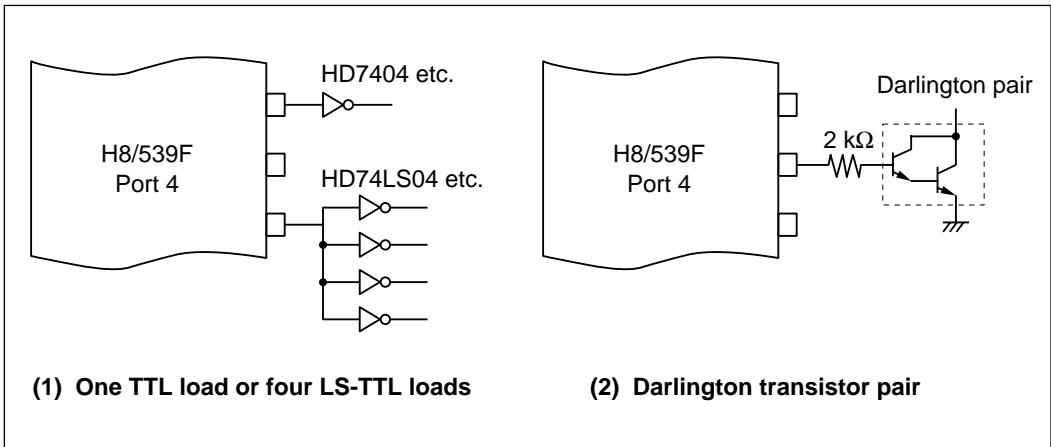 HD7404 etc.
H8/539F
Port 4
HD74LS04 etc.
(1) One TTL load or four LS-TTL loads
Darlington pair
2 kΩ
H8/539F
Port 4
(2) Darlington transistor pair